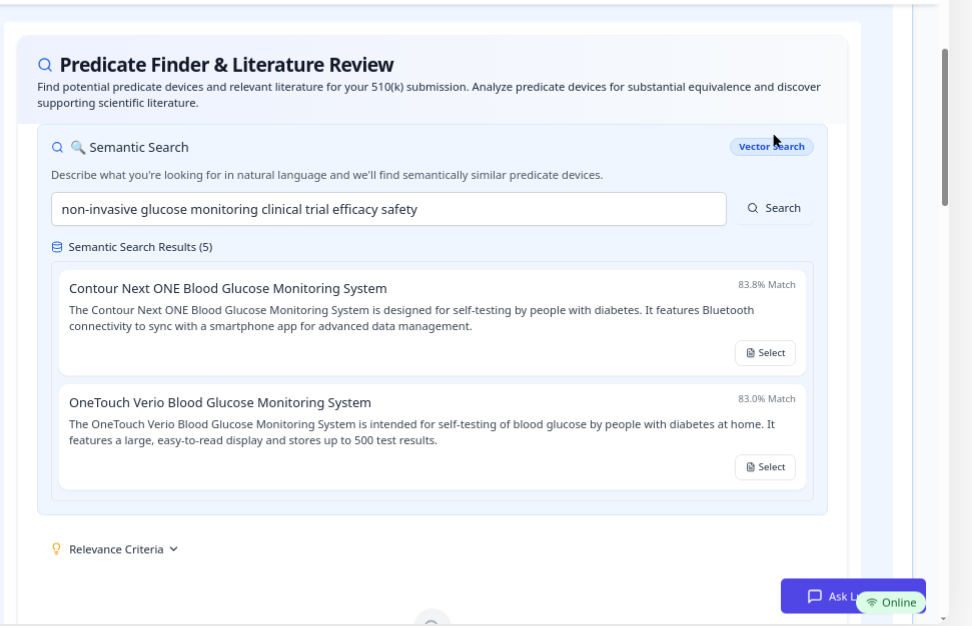 Predicate Finder & Literature Review
Find potential predicate devices and relevant literature for your 510(k) submission. Analyze predicate devices for substantial equivalence and discover
supporting scientific literature.
🔍 Semantic Search
Vector Search
Describe what you're looking for in natural language and we'll find semantically similar predicate devices.
non-invasive glucose monitoring clinical trial efficacy safety
Search
Semantic Search Results (5)
Contour Next ONE Blood Glucose Monitoring System
83.8% Match
The Contour Next ONE Blood Glucose Monitoring System is designed for self-testing by people with diabetes. It features Bluetooth
connectivity to sync with a smartphone app for advanced data management.
Select
OneTouch Verio Blood Glucose Monitoring System
83.0% Match
The OneTouch Verio Blood Glucose Monitoring System is intended for self-testing of blood glucose by people with diabetes at home. It
features a large, easy-to-read display and stores up to 500 test results.
Select
Relevance Criteria
Ask
Online